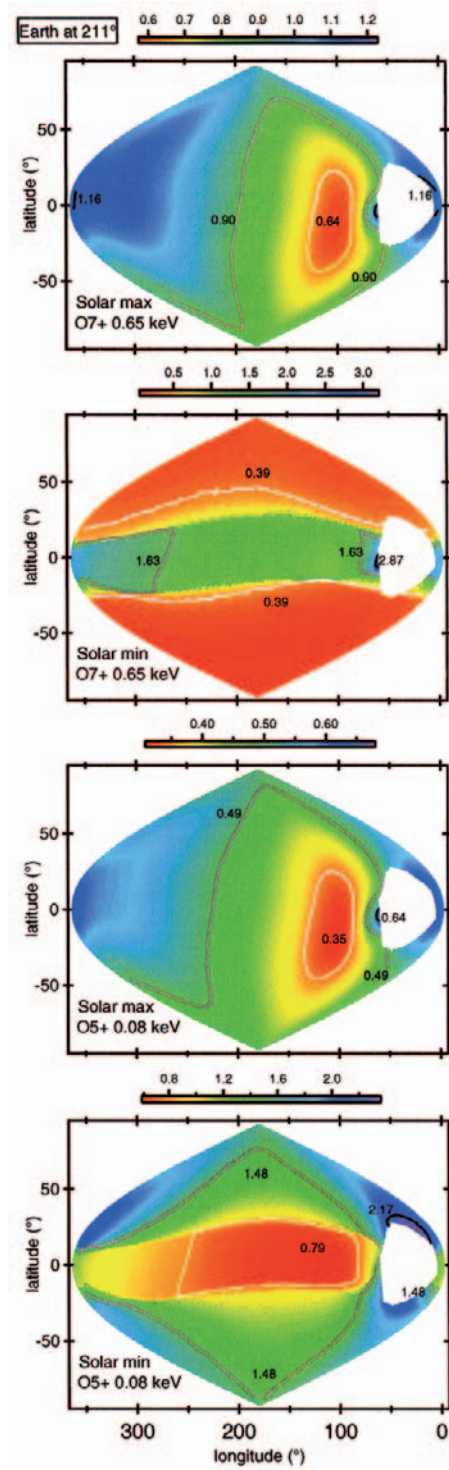 Earth at 211°
0.6 0.7 0.8 0.9 1.0 1.1 1.2
latitude (°)
50
0
-50
1.16
0.90
0.64
1.16
0.90
Solar max
O7+ 0.65 keV
0.5 1.0 1.5 2.0 2.5 3.0
latitude (°)
50
0
-50
0.39
1.63
1.63
2.87
0.39
Solar min
O7+ 0.65 keV
0.40 0.50 0.60
latitude (°)
50
0
-50
0.49
0.64
0.35
0.49
Solar max
O5+ 0.08 keV
0.8 1.2 1.6 2.0
latitude (°)
50
0
-50
1.48
2.17
0.79
1.48
1.48
Solar min
O5+ 0.08 keV
300 200 100 0
longitude (°)